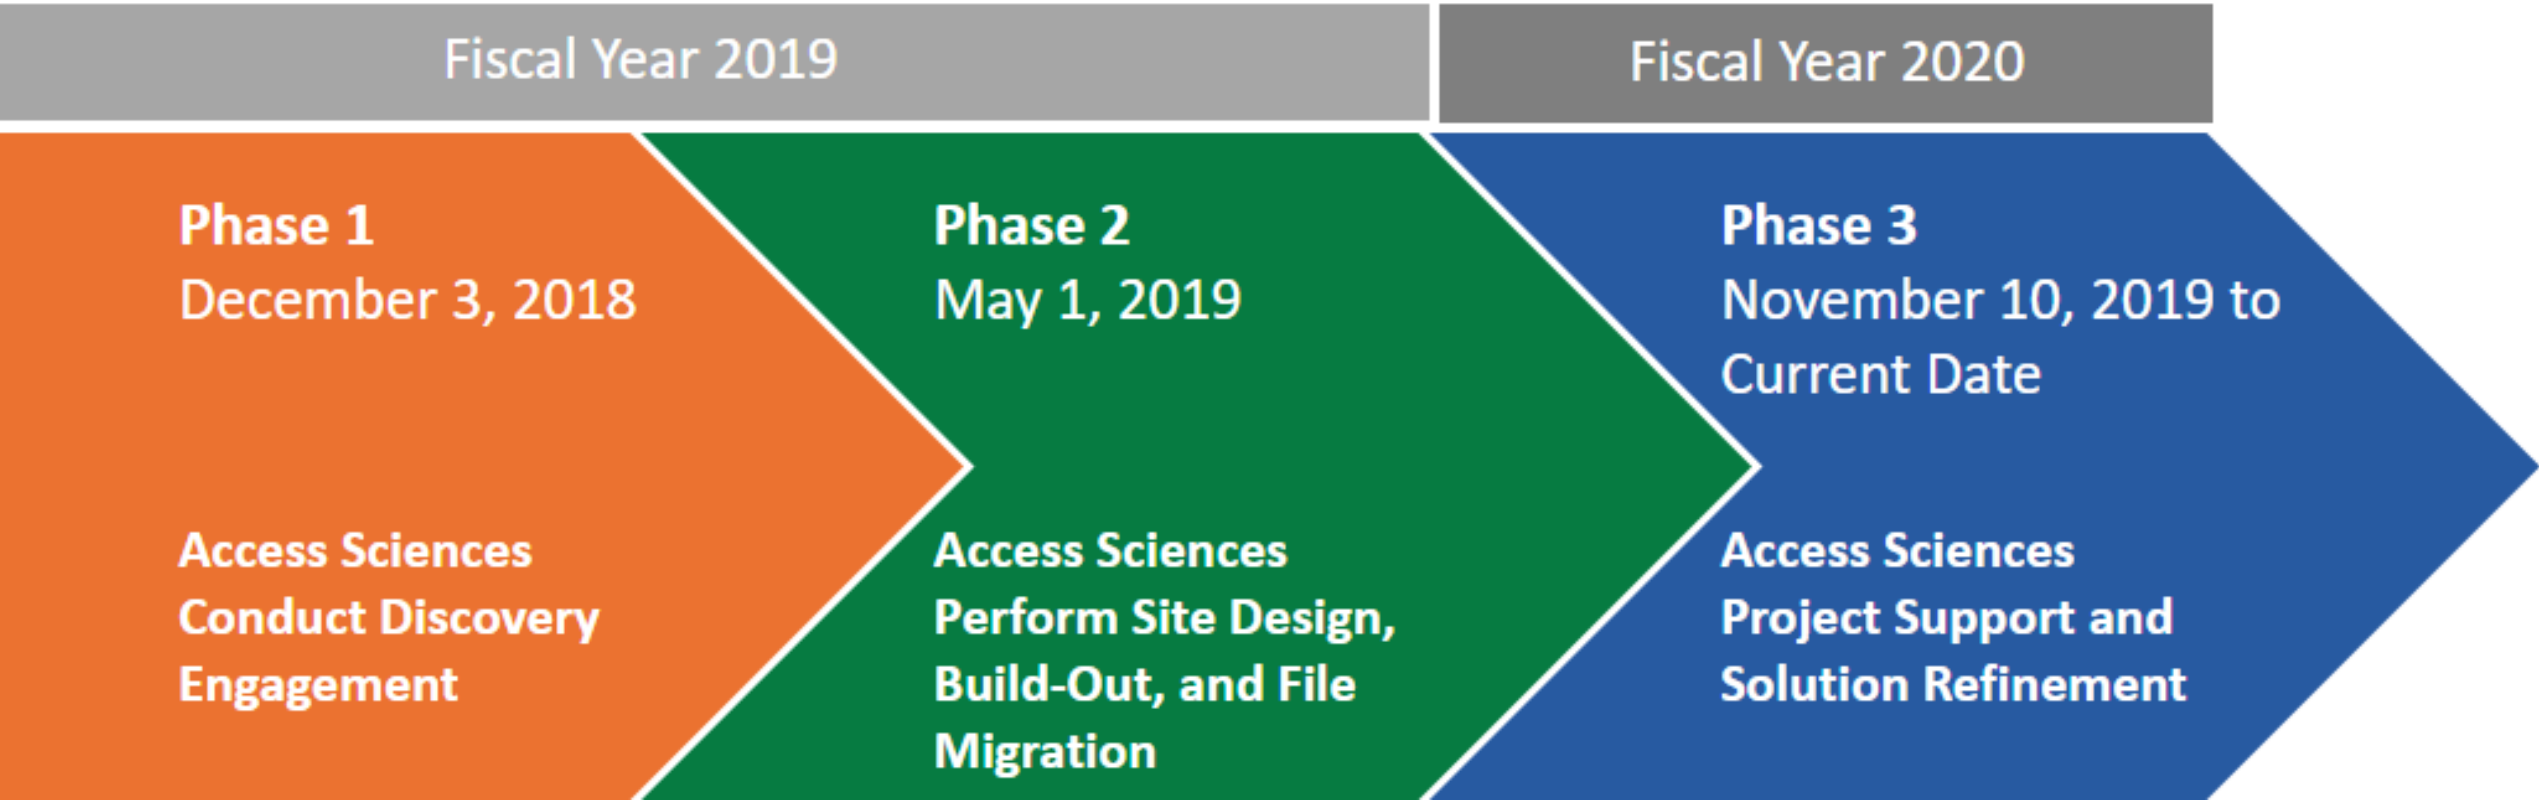 Fiscal Year 2019
Fiscal Year 2020
Phase 1
December 3, 2018
Access Sciences
Conduct Discovery
Engagement
Phase 2
May 1, 2019
Access Sciences
Perform Site Design,
Build-Out, and File
Migration
Phase 3
November 10, 2019 to
Current Date
Access Sciences
Project Support and
Solution Refinement